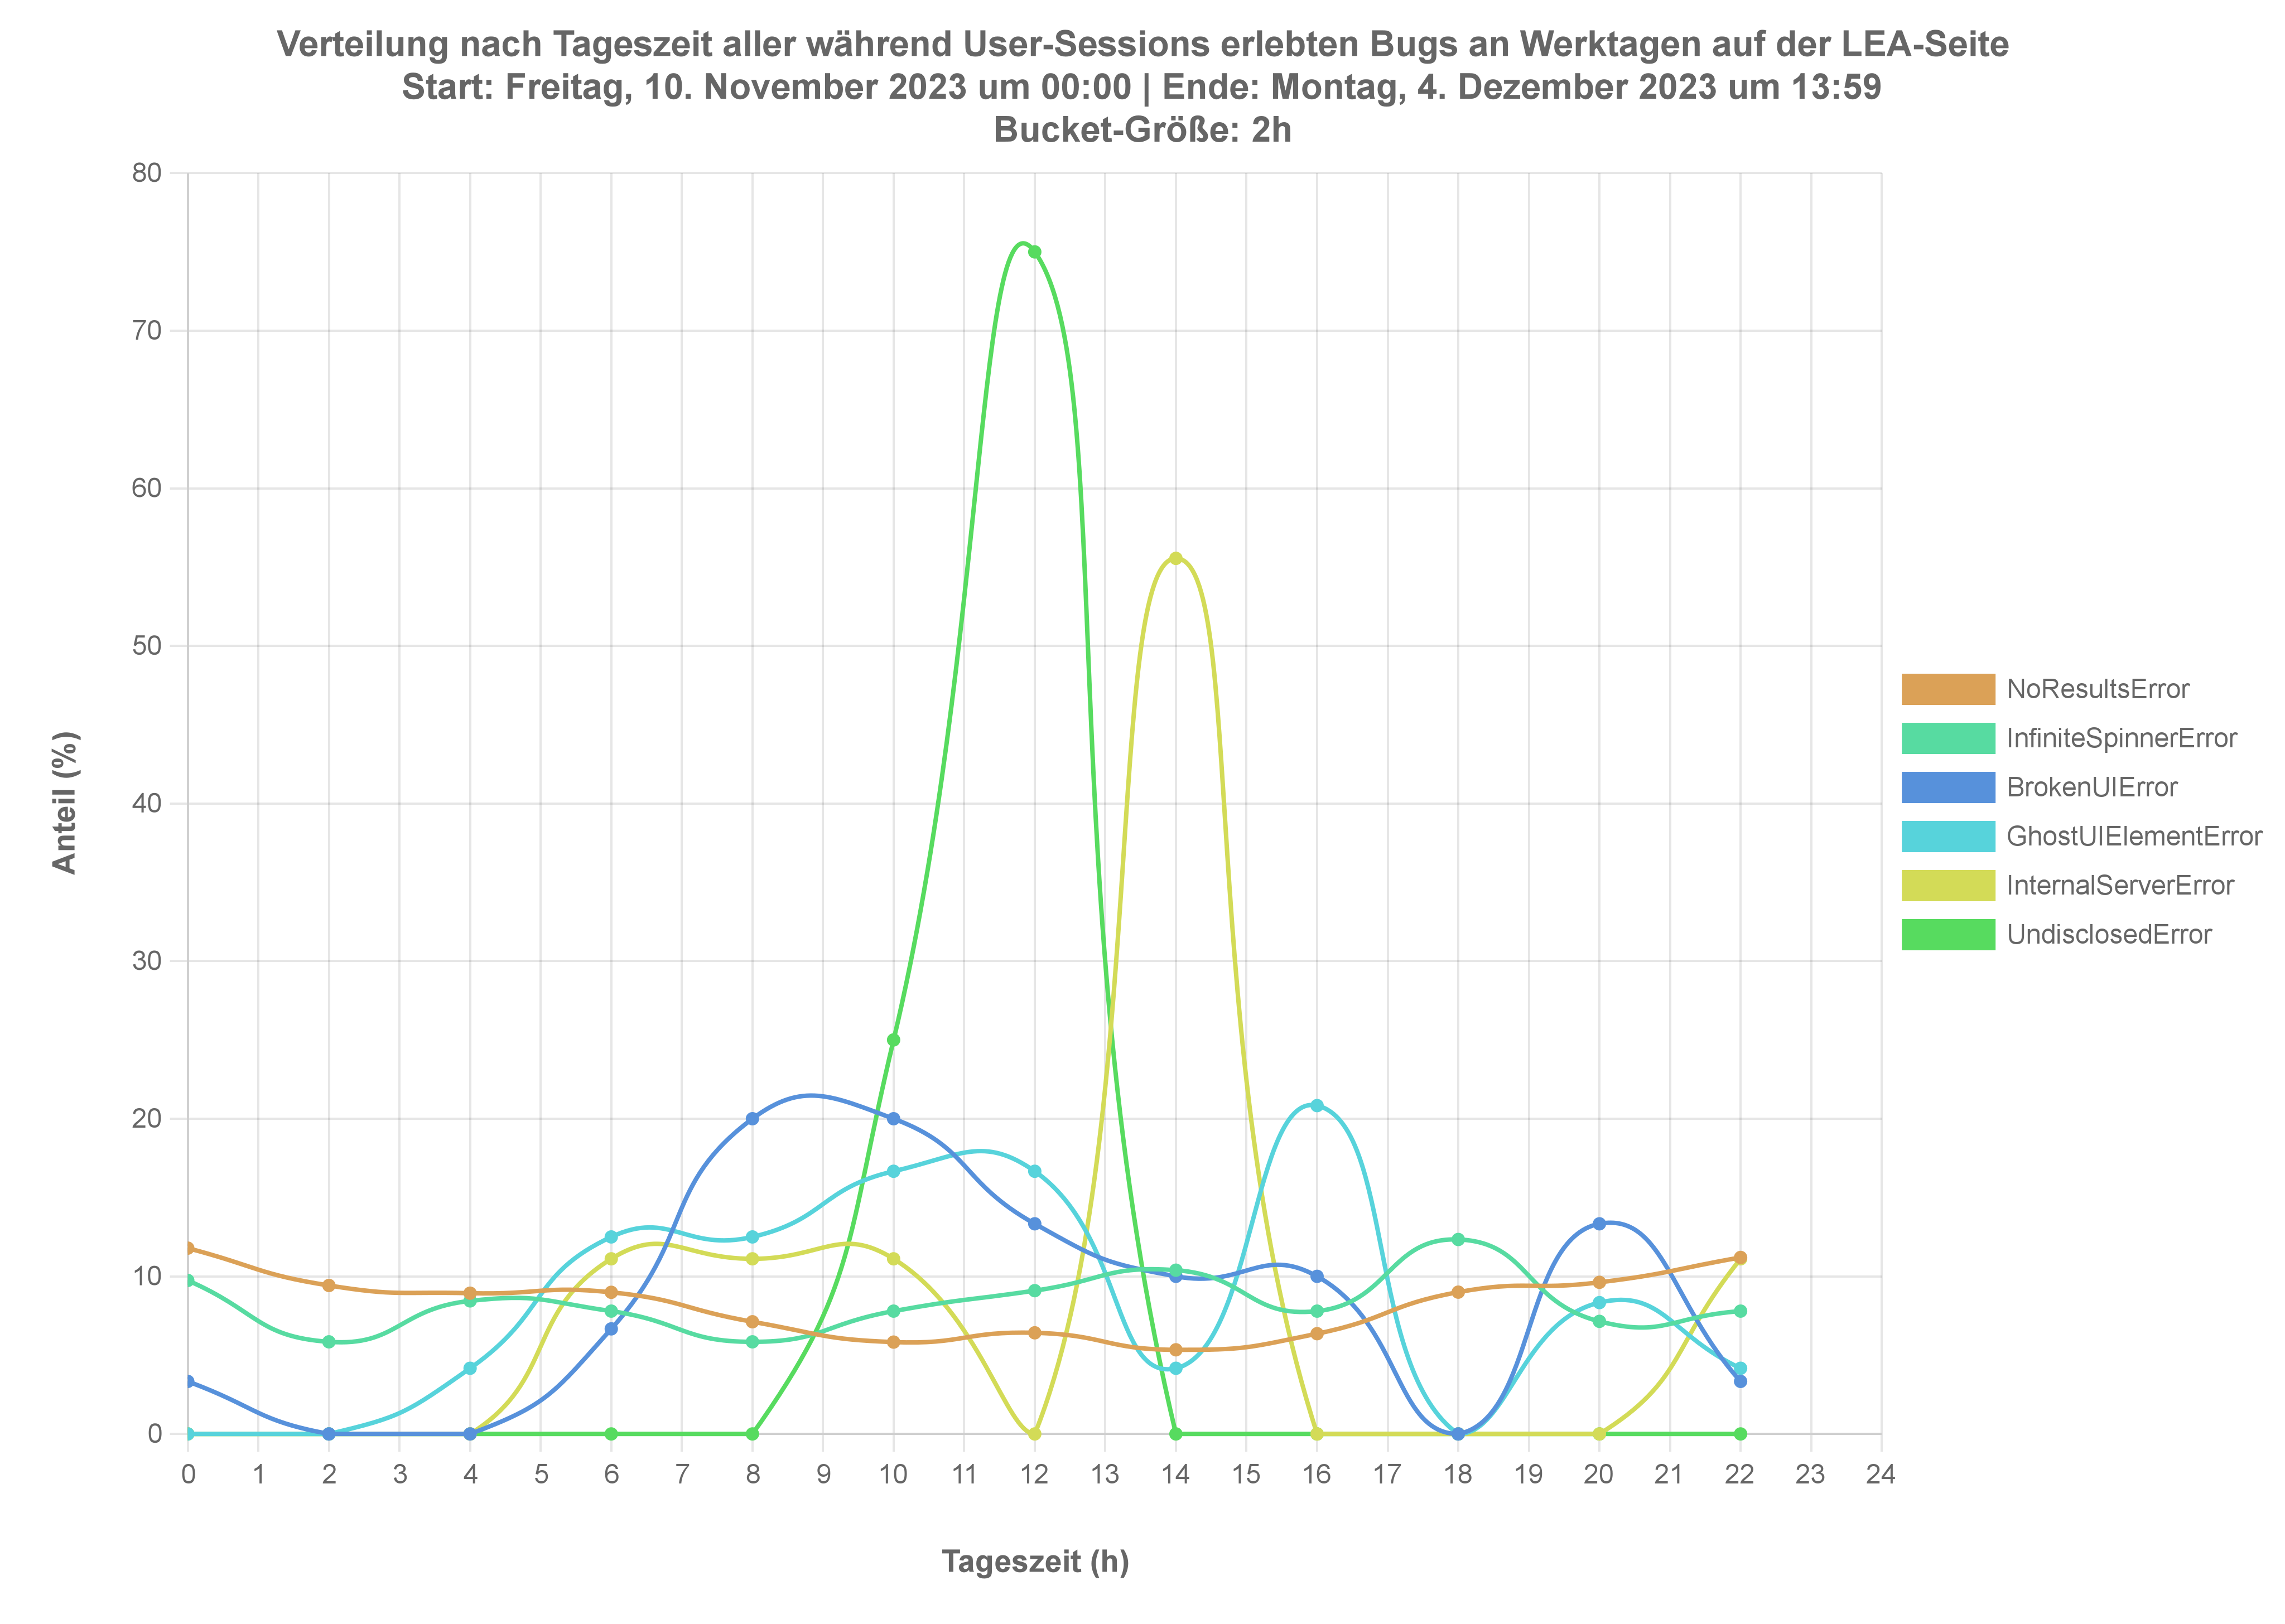 Verteilung nach Tageszeit aller während User-Sessions erlebten Bugs an Werktagen auf der LEA-Seite
Start: Freitag, 10. November 2023 um 00:00 | Ende: Montag, 4. Dezember 2023 um 13:59
Bucket-Größe: 2h
80
70
60
50
40
30
20
10
0
Anteil (%)
0 1 2 3 4 5 6 7 8 9 10 11 12 13 14 15 16 17 18 19 20 21 22 23 24
Tageszeit (h)
NoResultsError
InfiniteSpinnerError
BrokenUIError
GhostUIElementError
InternalServerError
UndisclosedError